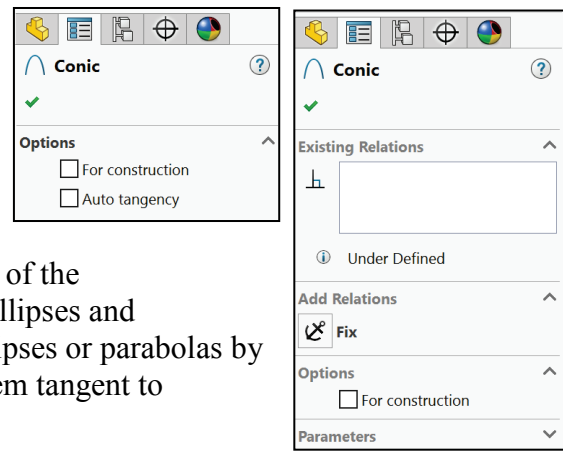 Conic
?
Options
For construction
Auto tangency
of the
llipses and
ipses or parabolas by
em tangent to
Conic
?
Existing Relations
Under Defined
Add Relations
Fix
Options
For construction
Parameters